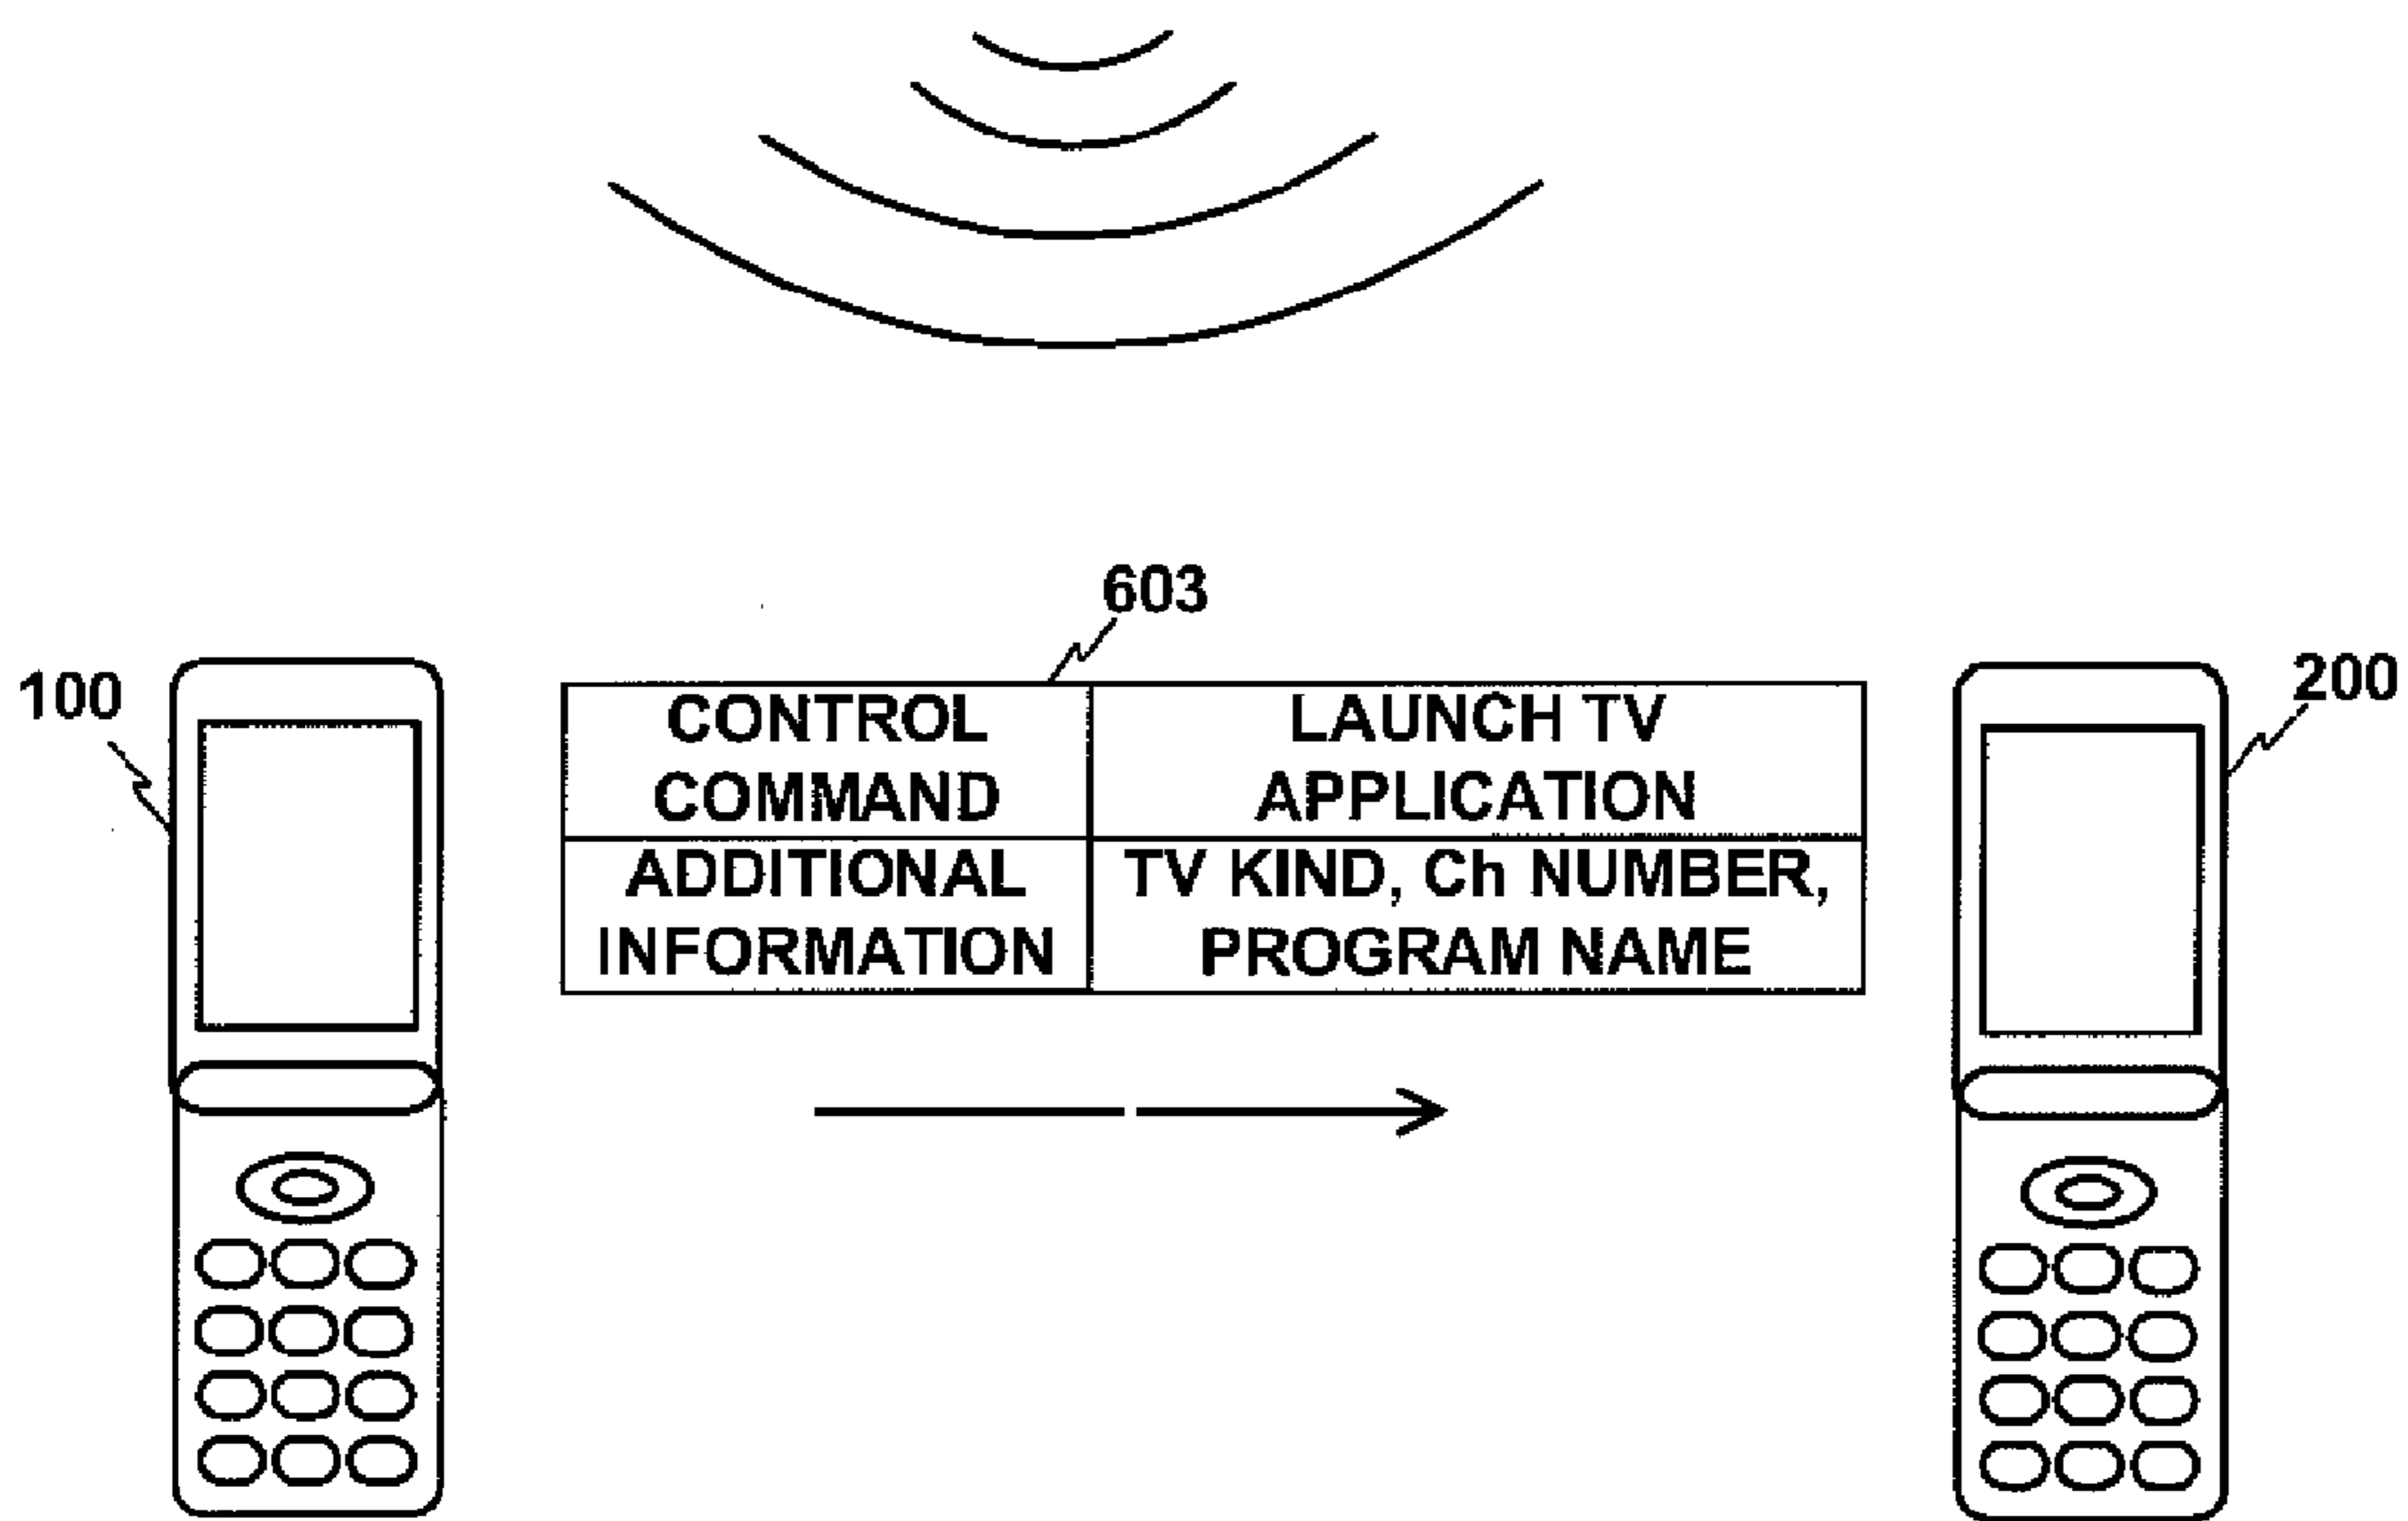 603
100
200
CONTROL
COMMAND
LAUNCH TV
APPLICATION
ADDITIONAL
INFORMATION
TV KIND, Ch NUMBER,
PROGRAM NAME